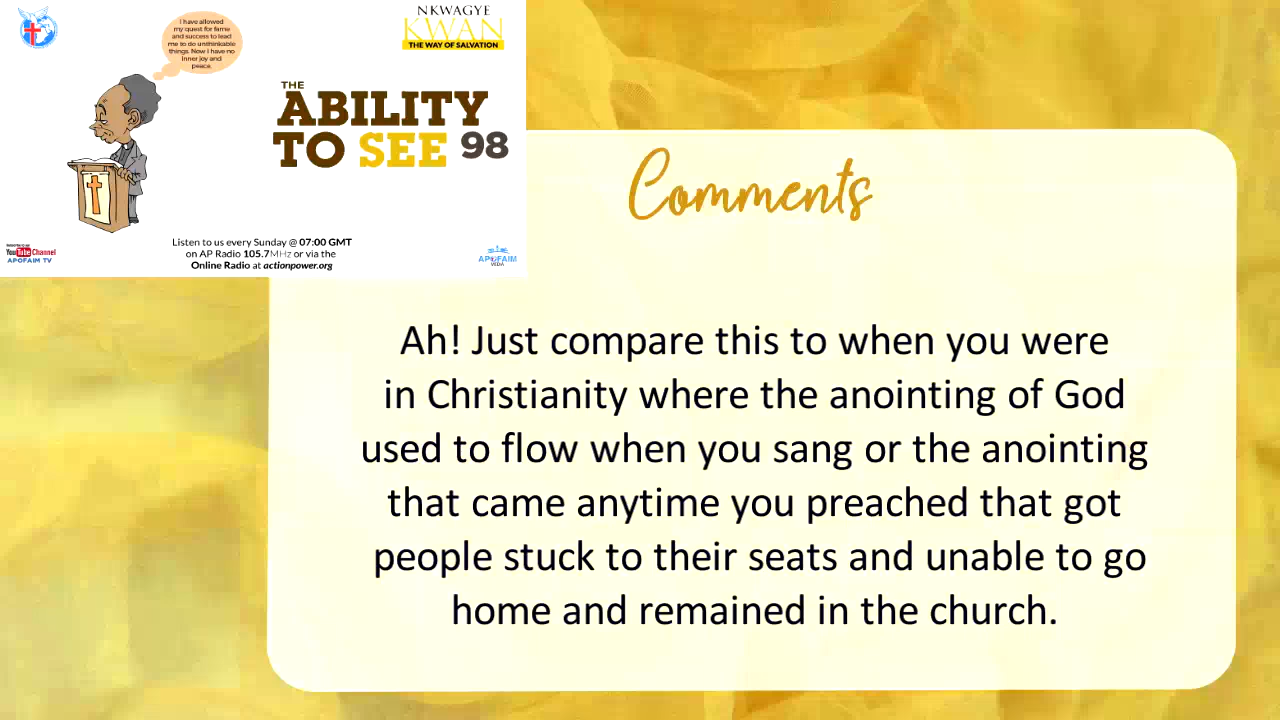 I have allowed
my quest for fame
and success to lead
me to do unthinkable
things. Now I have no
inner joy and
peace.
NKWAGYE
KWAN
THE WAY OF SALVATION
THE
ABILITY
TO SEE 98
Listen to us every Sunday @ 07:00 GMT
on AP Radio 105.7MHz or via the
Online Radio at actionpower.org
YouTube Channel
APOFAIM TV
APOFAIM
MEDIA
Comments
Ah! Just compare this to when you were
in Christianity where the anointing of God
used to flow when you sang or the anointing
that came anytime you preached that got
people stuck to their seats and unable to go
home and remained in the church.